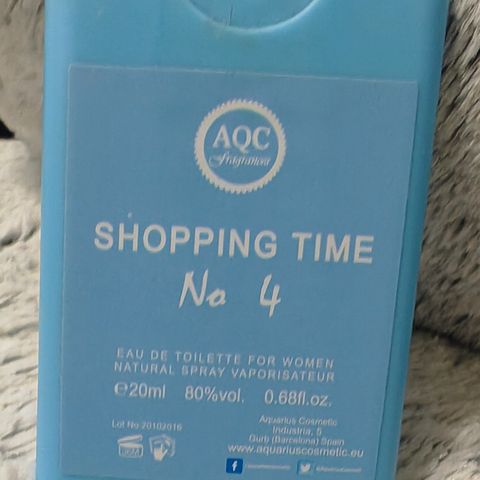 AQC
Fragrances
SHOPPING TIME
No 4
EAU DE TOILETTE FOR WOMEN
NATURAL SPRAY VAPORISATEUR
℮20ml 80%vol. 0.68fl.oz.
Lot No 20102016
Aquarius Cosmetic
Industria, 5
Gurb (Barcelona) Spain
www.aquariuscosmetic.eu